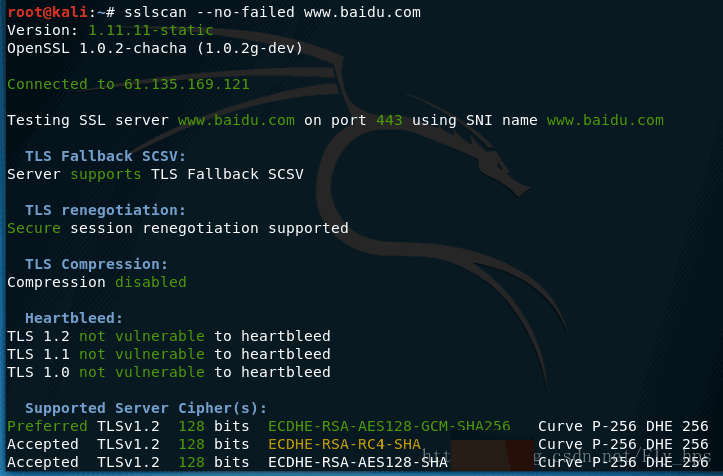 root@kali:~# sslscan --no-failed www.baidu.com
Version: 1.11.11-static
OpenSSL 1.0.2-chacha (1.0.2g-dev)
Connected to 61.135.169.121
Testing SSL server www.baidu.com on port 443 using SNI name www.baidu.com
TLS Fallback SCSV:
Server supports TLS Fallback SCSV
TLS renegotiation:
Secure session renegotiation supported
TLS Compression:
Compression disabled
Heartbleed:
TLS 1.2 not vulnerable to heartbleed
TLS 1.1 not vulnerable to heartbleed
TLS 1.0 not vulnerable to heartbleed
Supported Server Cipher(s):
Preferred TLSv1.2 128 bits ECDHE-RSA-AES128-GCM-SHA256 Curve P-256 DHE 256
Accepted TLSv1.2 128 bits ECDHE-RSA-RC4-SHA Curve P-256 DHE 256
Accepted TLSv1.2 128 bits ECDHE-RSA-AES128-SHA Curve P-256 DHE 256